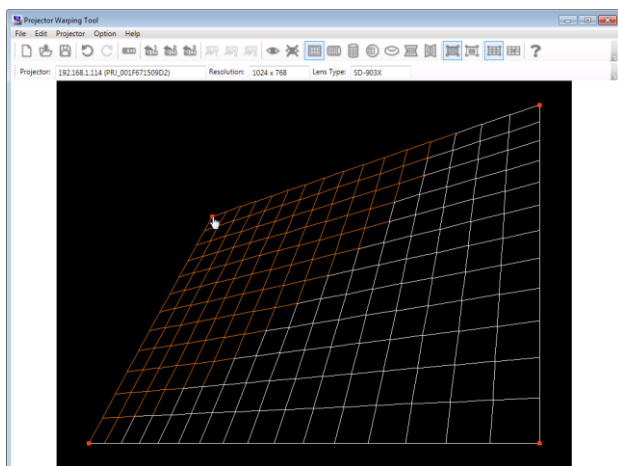 Projector Warping Tool
File Edit Projector Option Help
Projector: 192.168.1.114 (PRJ_001F671509D2) Resolution: 1024 x 768 Lens Type: SD-903X